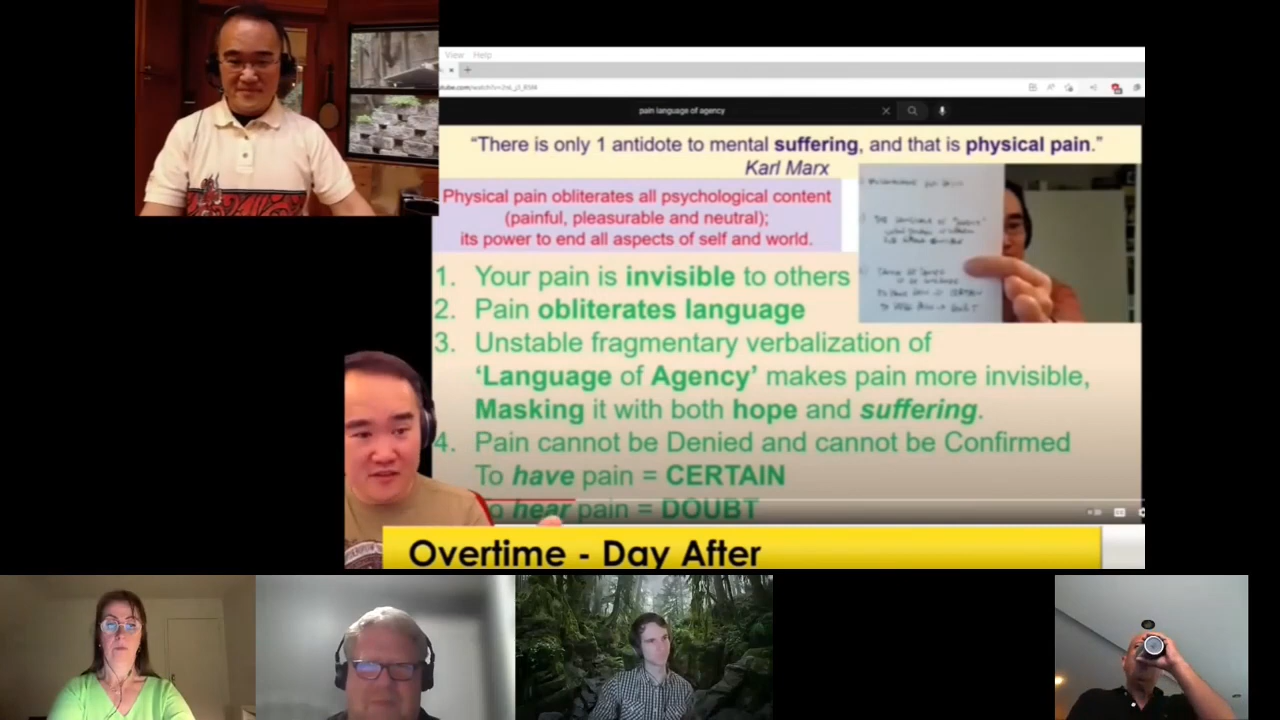 View Help
pain language of agency
“There is only 1 antidote to mental suffering, and that is physical pain.”
Karl Marx
Physical pain obliterates all psychological content
(painful, pleasurable and neutral);
its power to end all aspects of self and world.
1. Your pain is invisible to others
2. Pain obliterates language
3. Unstable fragmentary verbalization of
‘Language of Agency’ makes pain more invisible,
Masking it with both hope and suffering.
4. Pain cannot be Denied and cannot be Confirmed
To have pain = CERTAIN
o hear pain = DOUBT
Overtime - Day After